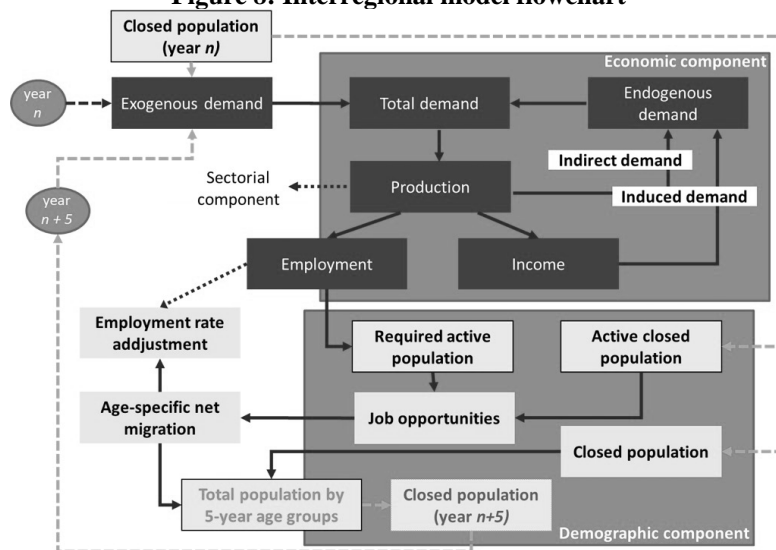 Figure 8: Interregional model flowchart
Closed population
(year n)
Economic component
year
n
Exogenous demand
Total demand
Endogenous
demand
Indirect demand
Sectorial
component
Production
Induced demand
year
n + 5
Employment
Income
Employment rate
addjustment
Required active
population
Active closed
population
Age-specific net
migration
Job opportunities
Closed population
Total population by
5-year age groups
Closed population
(year n+5)
Demographic component